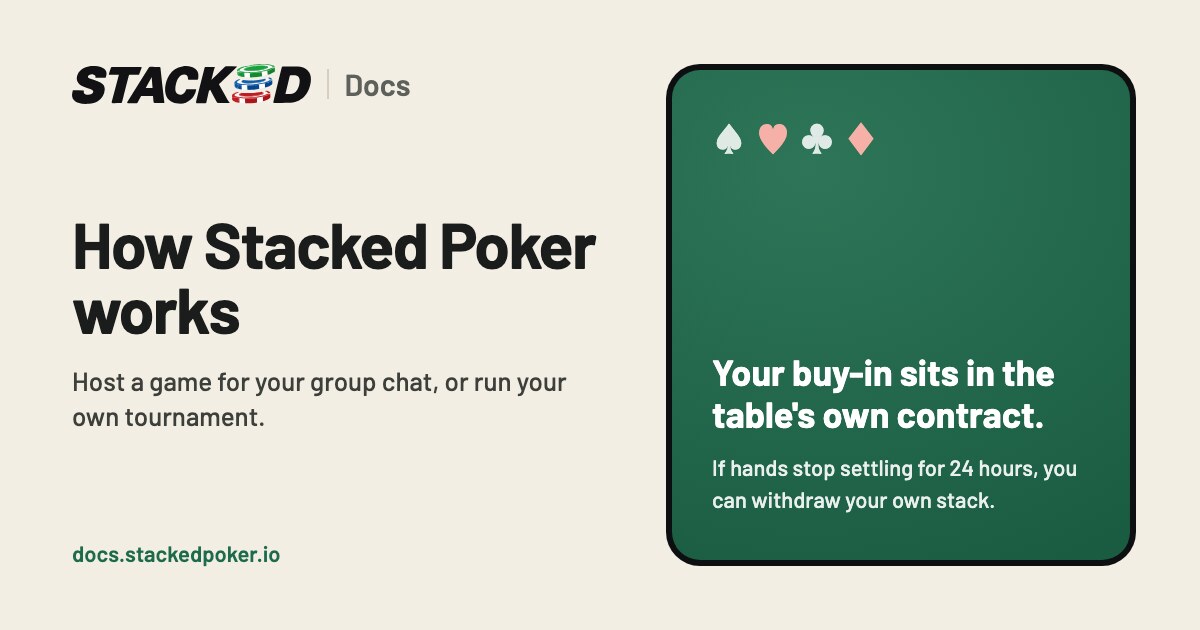 STACKED
Docs
How Stacked Poker
works
Host a game for your group chat, or run your
own tournament.
docs.stackedpoker.io
Your buy-in sits in the
table's own contract.
If hands stop settling for 24 hours, you
can withdraw your own stack.